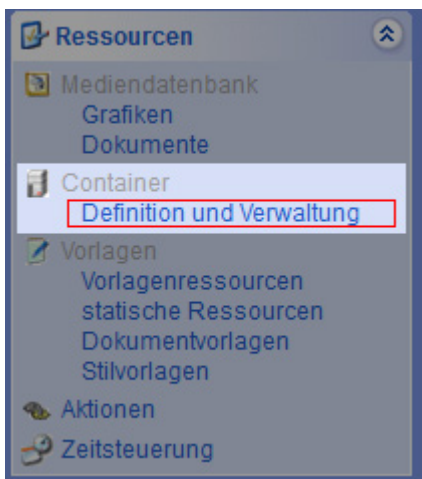 Ressourcen
Mediendatenbank
Grafiken
Dokumente
Container
Definition und Verwaltung
Vorlagen
Vorlagenressourcen
statische Ressourcen
Dokumentvorlagen
Stilvorlagen
Aktionen
Zeitsteuerung